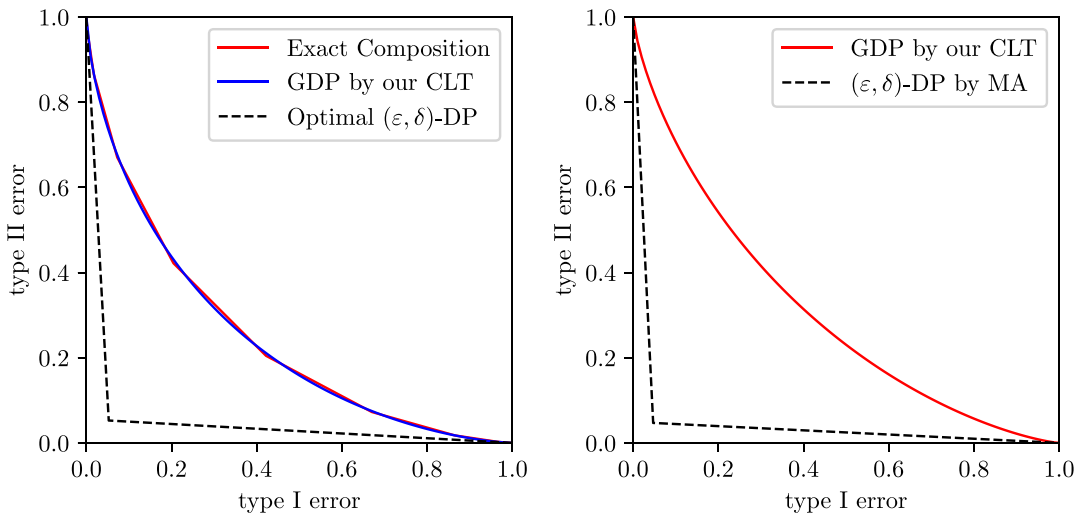 1.0
0.8
0.6
0.4
0.2
0.0
type II error
0.0 0.2 0.4 0.6 0.8 1.0
type I error
Exact Composition
GDP by our CLT
Optimal (ε, δ)-DP
1.0
0.8
0.6
0.4
0.2
0.0
type II error
0.0 0.2 0.4 0.6 0.8 1.0
type I error
GDP by our CLT
(ε, δ)-DP by MA